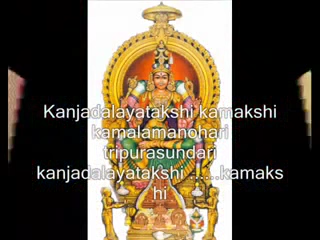 Kanjadalayatakshi kamakshi
kamalamanohari
tripurasundari
kanjadalayatakshi ......kamaks
hi